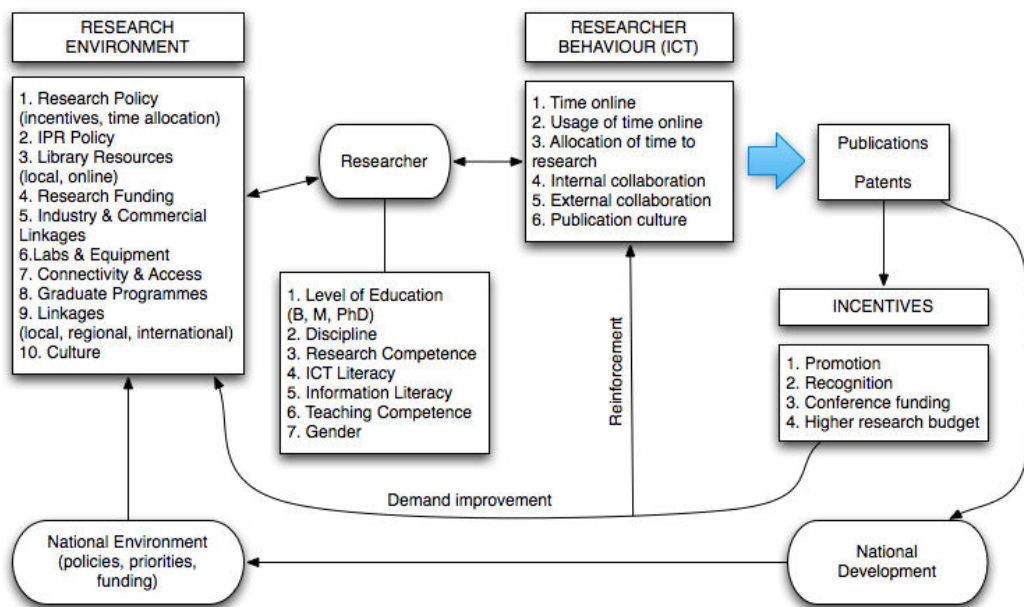 RESEARCH
ENVIRONMENT
1. Research Policy
(incentives, time allocation)
2. IPR Policy
3. Library Resources
(local, online)
4. Research Funding
5. Industry & Commercial
Linkages
6.Labs & Equipment
7. Connectivity & Access
8. Graduate Programmes
9. Linkages
(local, regional, international)
10. Culture
Researcher
1. Level of Education
(B, M, PhD)
2. Discipline
3. Research Competence
4. ICT Literacy
5. Information Literacy
6. Teaching Competence
7. Gender
RESEARCHER
BEHAVIOUR (ICT)
1. Time online
2. Usage of time online
3. Allocation of time to
research
4. Internal collaboration
5. External collaboration
6. Publication culture
Publications
Patents
INCENTIVES
1. Promotion
2. Recognition
3. Conference funding
4. Higher research budget
Reinforcement
Demand improvement
National Environment
(policies, priorities,
funding)
National
Development